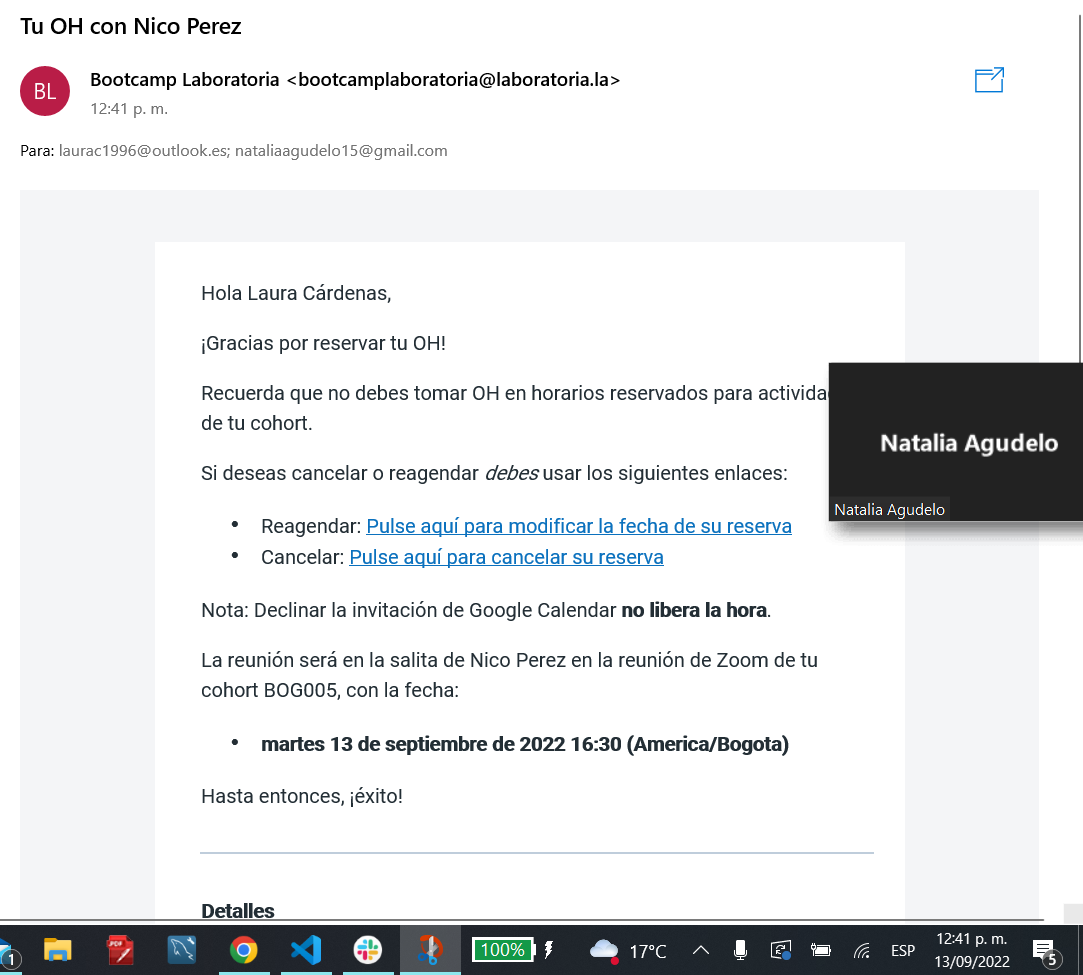 Tu OH con Nico Perez
BL
Bootcamp Laboratoria <bootcamplaboratoria@laboratoria.la>
12:41 p. m.
Para: laurac1996@outlook.es; nataliaagudelo15@gmail.com
Hola Laura Cárdenas,
¡Gracias por reservar tu OH!
Recuerda que no debes tomar OH en horarios reservados para activida
de tu cohort.
Si deseas cancelar o reagendar debes usar los siguientes enlaces:
• Reagendar: Pulse aquí para modificar la fecha de su reserva
• Cancelar: Pulse aquí para cancelar su reserva
Nota: Declinar la invitación de Google Calendar no libera la hora.
La reunión será en la salita de Nico Perez en la reunión de Zoom de tu
cohort BOG005, con la fecha:
• martes 13 de septiembre de 2022 16:30 (America/Bogota)
Hasta entonces, ¡éxito!
Detalles
Natalia Agudelo
Natalia Agudelo
1
PDF
100%
17°C
ESP
12:41 p. m.
13/09/2022
5